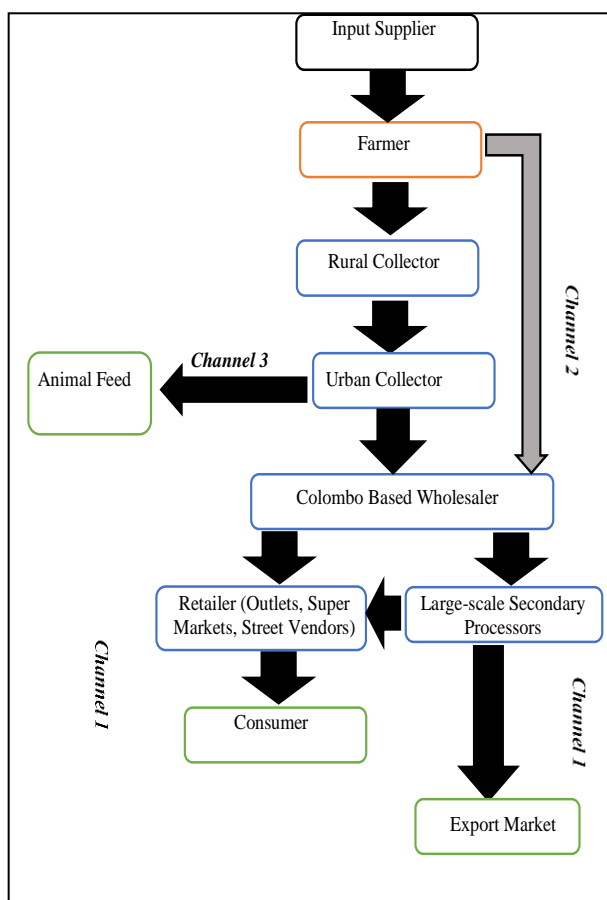 Input Supplier
Farmer
Rural Collector
Channel 2
Channel 3
Animal Feed
Urban Collector
Colombo Based Wholesaler
Retailer (Outlets, Super
Markets, Street Vendors)
Large-scale Secondary
Processors
Channel 1
Consumer
Channel 1
Export Market